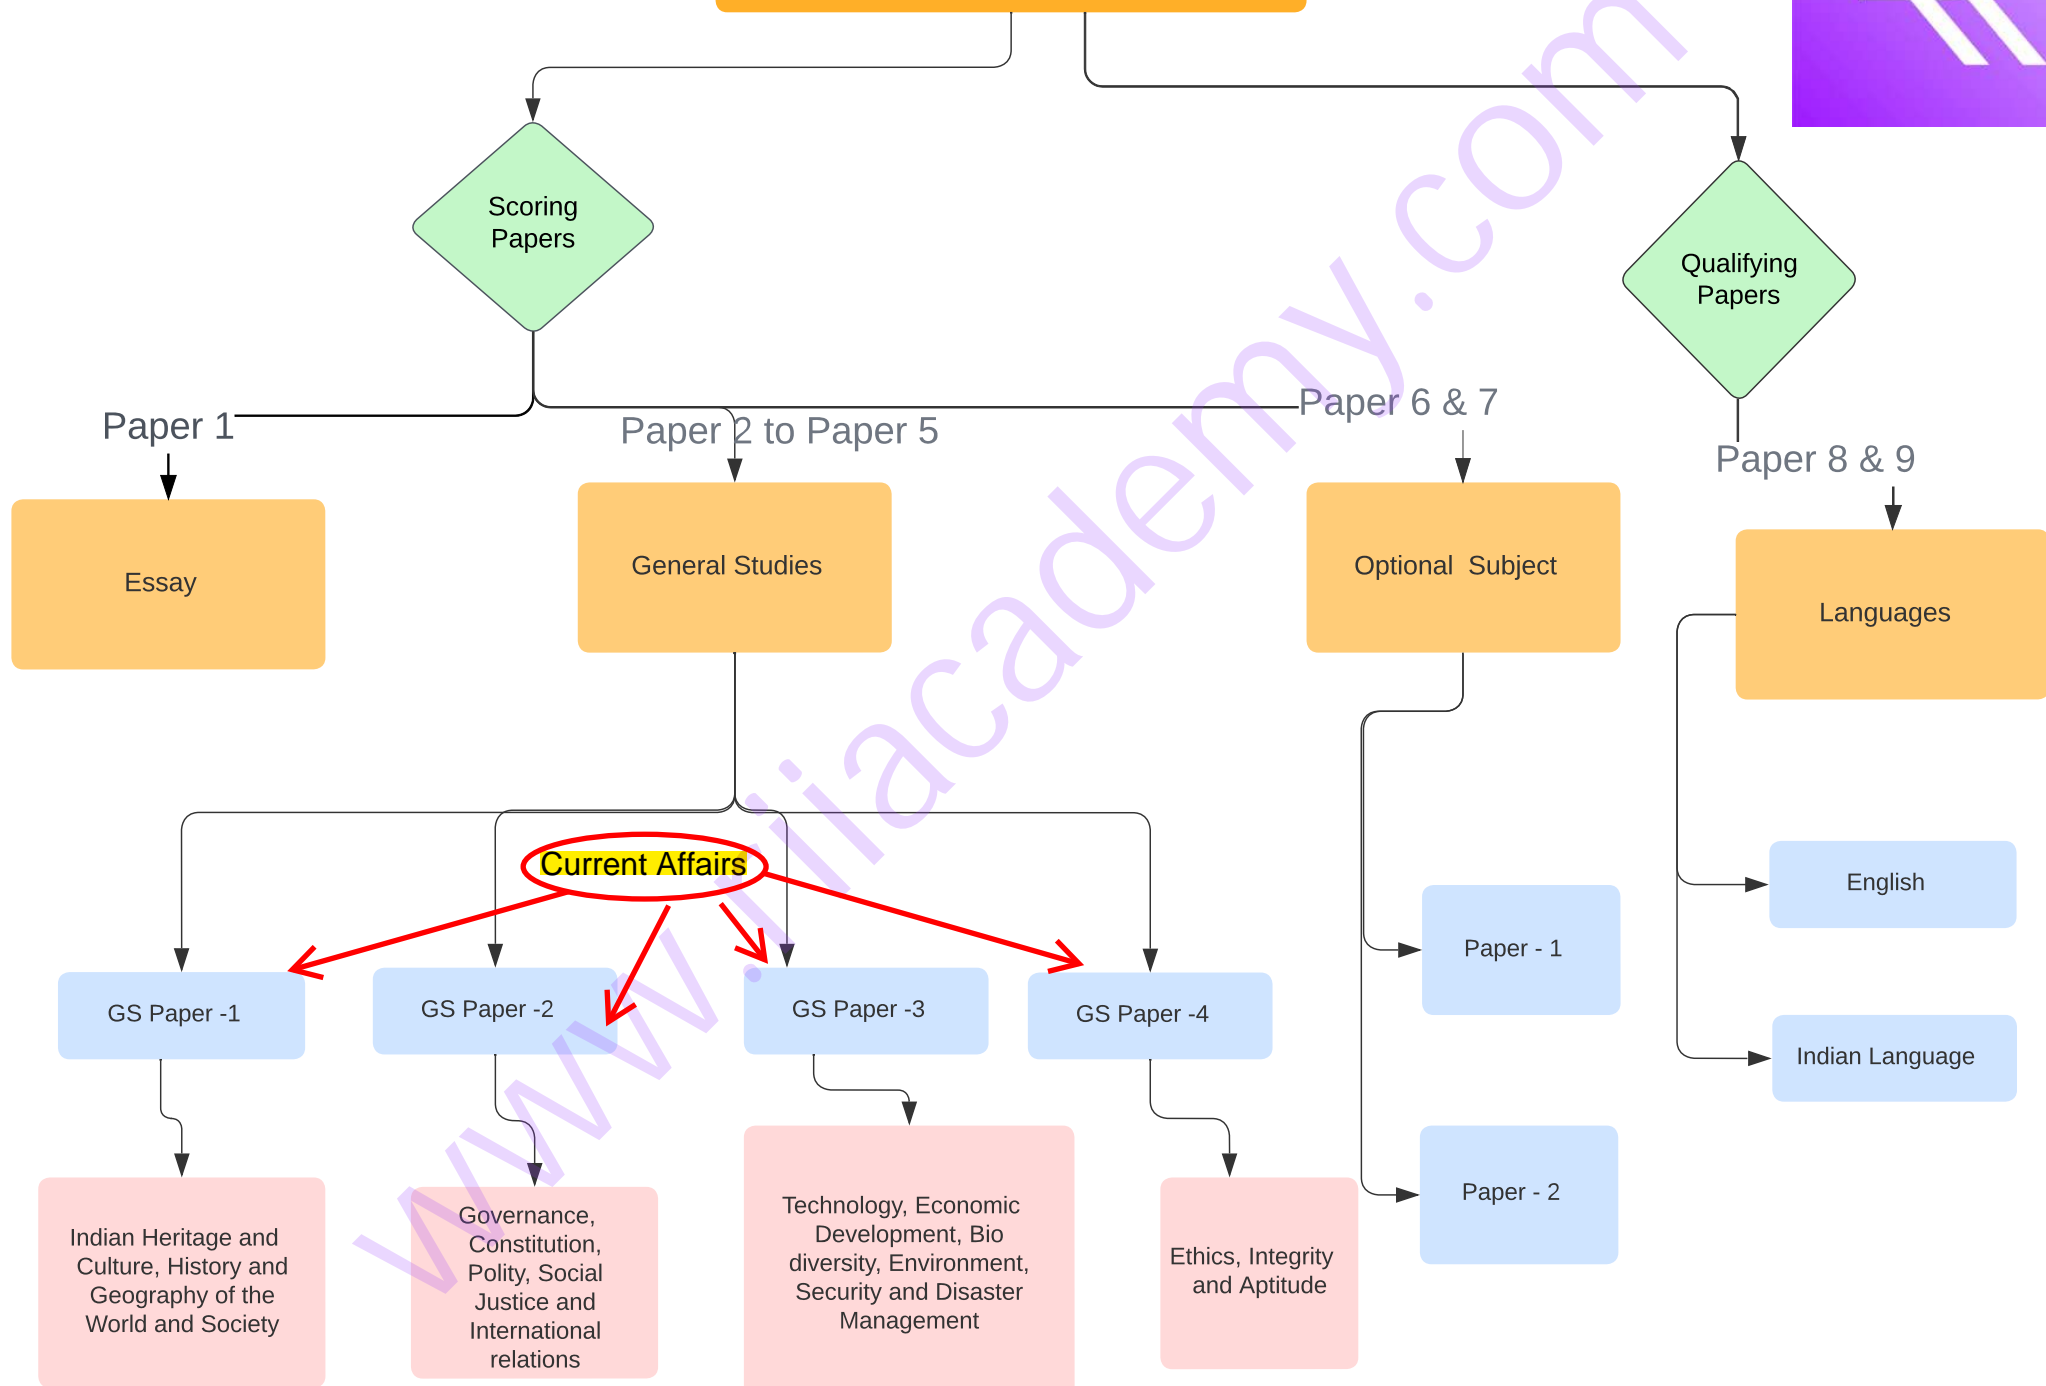 Scoring
Papers
Qualifying
Papers
Paper 1
Paper 2 to Paper 5
Paper 6 & 7
Paper 8 & 9
Essay
General Studies
Optional  Subject
Languages
Current Affairs
GS Paper -1
GS Paper -2
GS Paper -3
GS Paper -4
Paper - 1
Paper - 2
English
Indian Language
Indian Heritage and
Culture, History and
Geography of the
World and Society
Governance,
Constitution,
Polity, Social
Justice and
International
relations
Technology, Economic
Development, Bio
diversity, Environment,
Security and Disaster
Management
Ethics, Integrity
and Aptitude